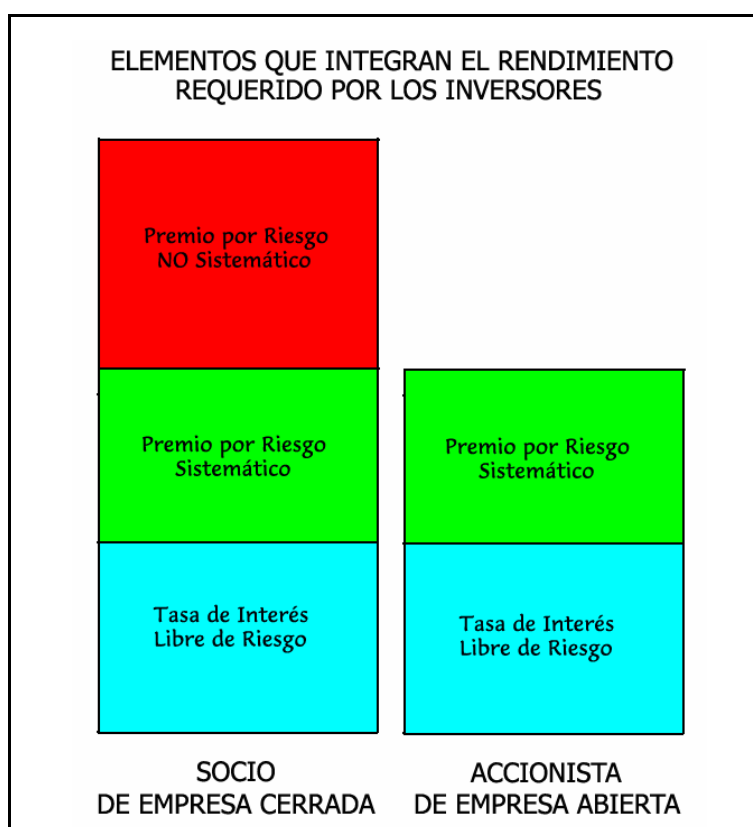 ELEMENTOS QUE INTEGRAN EL RENDIMIENTO
REQUERIDO POR LOS INVERSORES
Premio por Riesgo
NO Sistemático
Premio por Riesgo
Sistemático
Tasa de Interés
Libre de Riesgo
SOCIO
DE EMPRESA CERRADA
Premio por Riesgo
Sistemático
Tasa de Interés
Libre de Riesgo
ACCIONISTA
DE EMPRESA ABIERTA